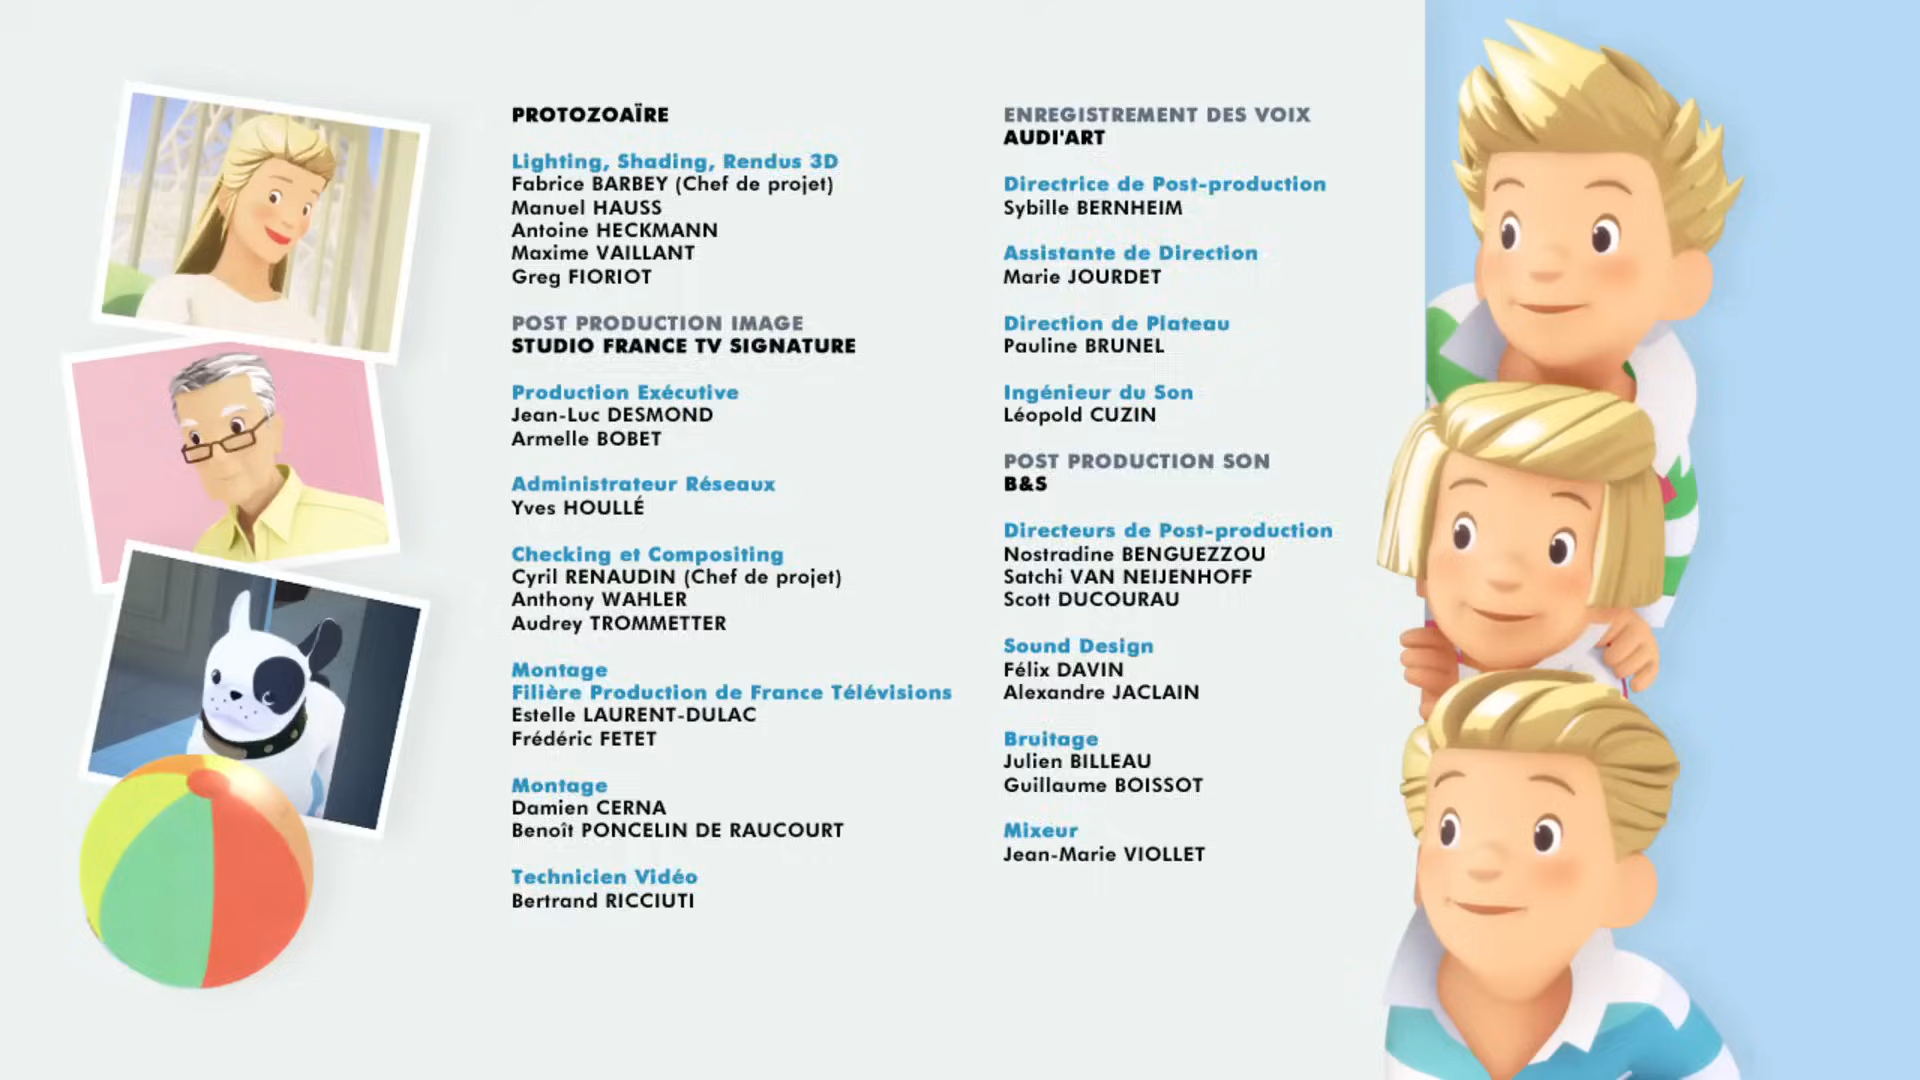 PROTOZOAÏRE
Lighting, Shading, Rendus 3D
Fabrice BARBEY (Chef de projet)
Manuel HAUSS
Antoine HECKMANN
Maxime VAILLANT
Greg FIORIOT
POST PRODUCTION IMAGE
STUDIO FRANCE TV SIGNATURE
Production Exécutive
Jean-Luc DESMOND
Armelle BOBET
Administrateur Réseaux
Yves HOULLÉ
Checking et Compositing
Cyril RENAUDIN (Chef de projet)
Anthony WAHLER
Audrey TROMMETTER
Montage
Filière Production de France Télévisions
Estelle LAURENT-DULAC
Frédéric FETET
Montage
Damien CERNA
Benoît PONCELIN DE RAUCOURT
Technicien Vidéo
Bertrand RICCIUTI
ENREGISTREMENT DES VOIX
AUDI'ART
Directrice de Post-production
Sybille BERNHEIM
Assistante de Direction
Marie JOURDET
Direction de Plateau
Pauline BRUNEL
Ingénieur du Son
Léopold CUZIN
POST PRODUCTION SON
B&S
Directeurs de Post-production
Nostradine BENGUEZZOU
Satchi VAN NEIJENHOFF
Scott DUCOURAU
Sound Design
Félix DAVIN
Alexandre JACLAIN
Bruitage
Julien BILLEAU
Guillaume BOISSOT
Mixeur
Jean-Marie VIOLLET